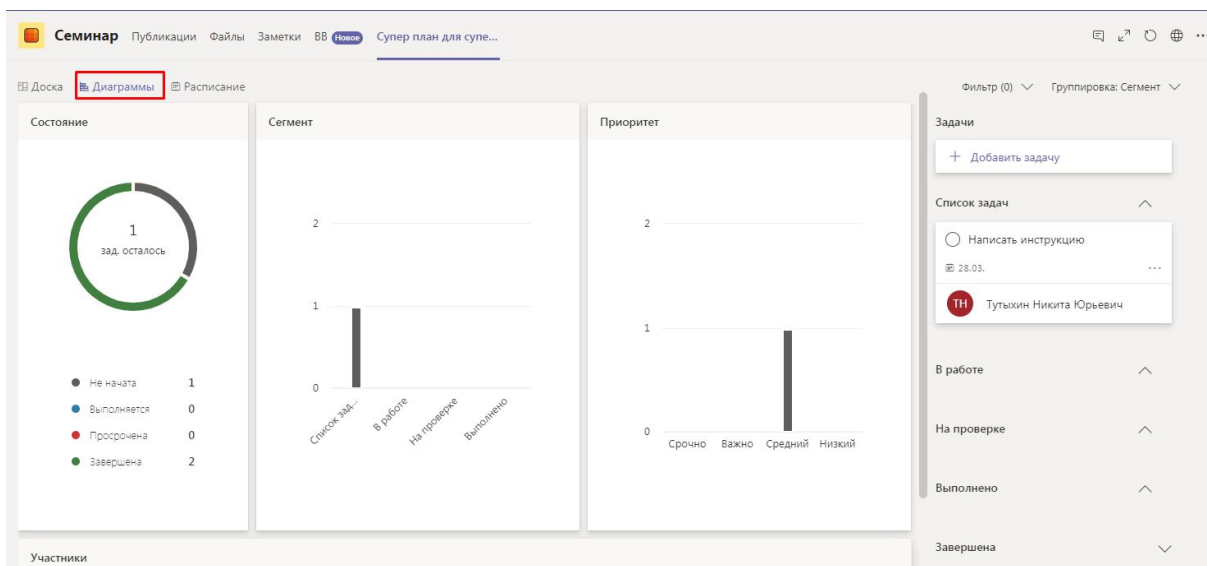 Семинар Публикации Файлы Заметки ВВ Новое Супер план для супе...
Доска Диаграммы Расписание
Фильтр (0) Группировка: Сегмент
Состояние
1
зад. осталось
Не начата 1
Выполняется 0
Просрочена 0
Завершена 2
Сегмент
2
1
0
Список зад... В работе На проверке Выполнено
Приоритет
2
1
0
Срочно Важно Средний Низкий
Задачи
+ Добавить задачу
Список задач
Написать инструкцию
28.03. ...
ТН Тутыхин Никита Юрьевич
В работе
На проверке
Выполнено
Завершена
Участники